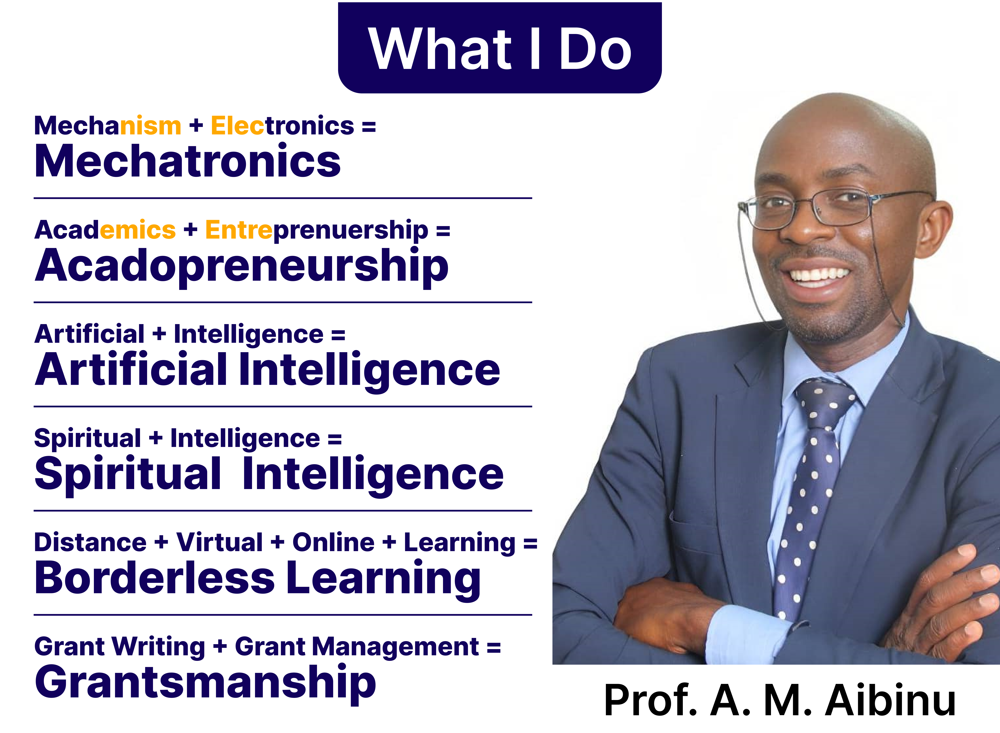 What I Do
Mechanism + Electronics =
Mechatronics
Academics + Entreprenuership =
Acadopreneurship
Artificial + Intelligence =
Artificial Intelligence
Spiritual + Intelligence =
Spiritual  Intelligence
Distance + Virtual + Online + Learning =
Borderless Learning
Grant Writing + Grant Management =
Grantsmanship
Prof. A. M. Aibinu